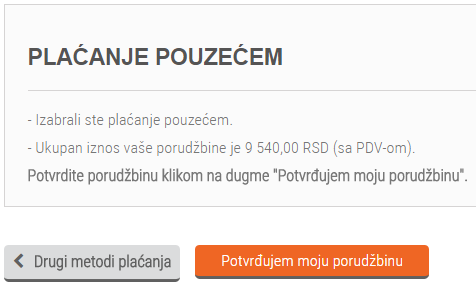 PLAĆANJE POUZEĆEM
- Izabrali ste plaćanje pouzećem.
- Ukupan iznos vaše porudžbine je 9 540,00 RSD (sa PDV-om).
Potvrdite porudžbinu klikom na dugme "Potvrđujem moju porudžbinu".
Drugi metodi plaćanja
Potvrđujem moju porudžbinu